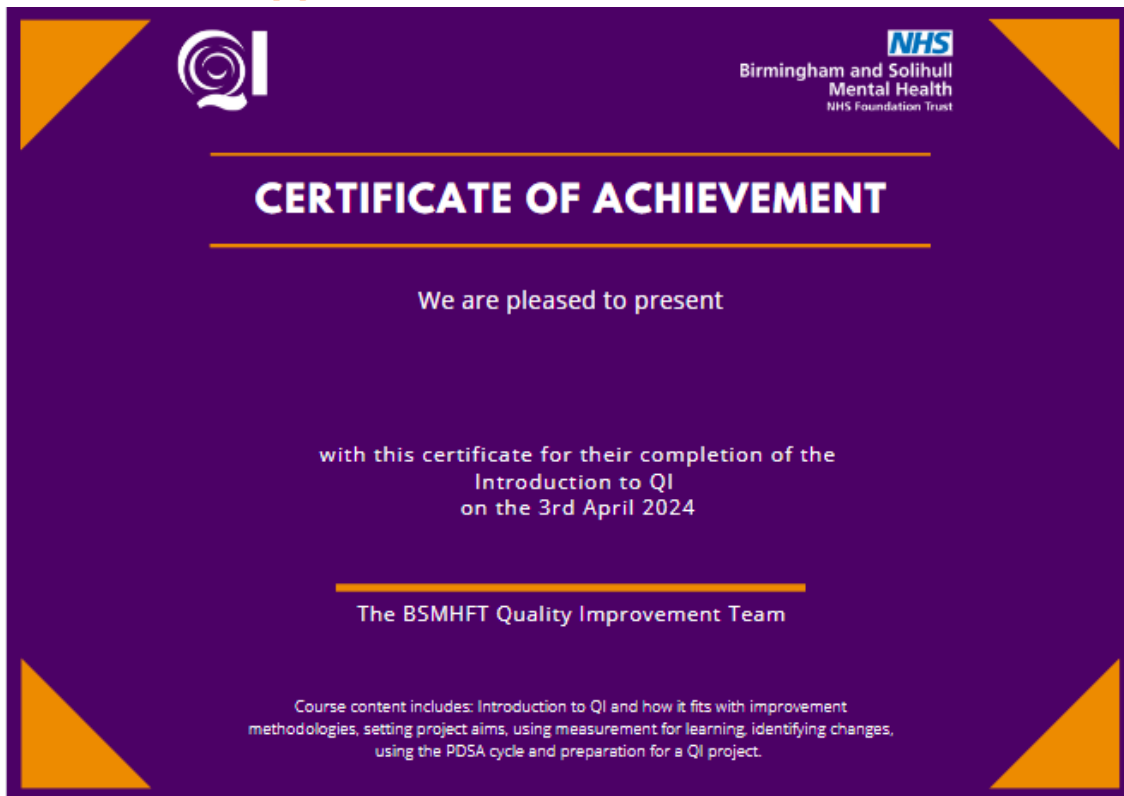 QI
NHS
Birmingham and Solihull
Mental Health
NHS Foundation Trust
CERTIFICATE OF ACHIEVEMENT
We are pleased to present
with this certificate for their completion of the
Introduction to QI
on the 3rd April 2024
The BSMHFT Quality Improvement Team
Course content includes: Introduction to QI and how it fits with improvement
methodologies, setting project aims, using measurement for learning, identifying changes,
using the PDSA cycle and preparation for a QI project.